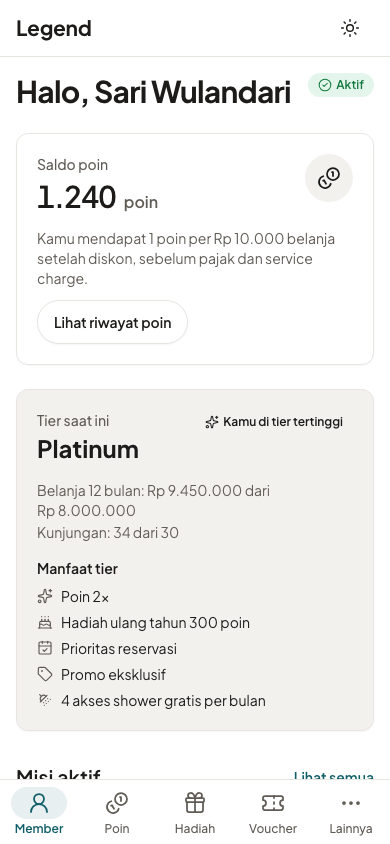 Legend
Halo, Sari Wulandari
Aktif
Saldo poin
1.240 poin
Kamu mendapat 1 poin per Rp 10.000 belanja
setelah diskon, sebelum pajak dan service
charge.
Lihat riwayat poin
Tier saat ini
Kamu di tier tertinggi
Platinum
Belanja 12 bulan: Rp 9.450.000 dari
Rp 8.000.000
Kunjungan: 34 dari 30
Manfaat tier
Poin 2×
Hadiah ulang tahun 300 poin
Prioritas reservasi
Promo eksklusif
4 akses shower gratis per bulan
Misi aktif
Lihat semua
Member
Poin
Hadiah
Voucher
Lainnya